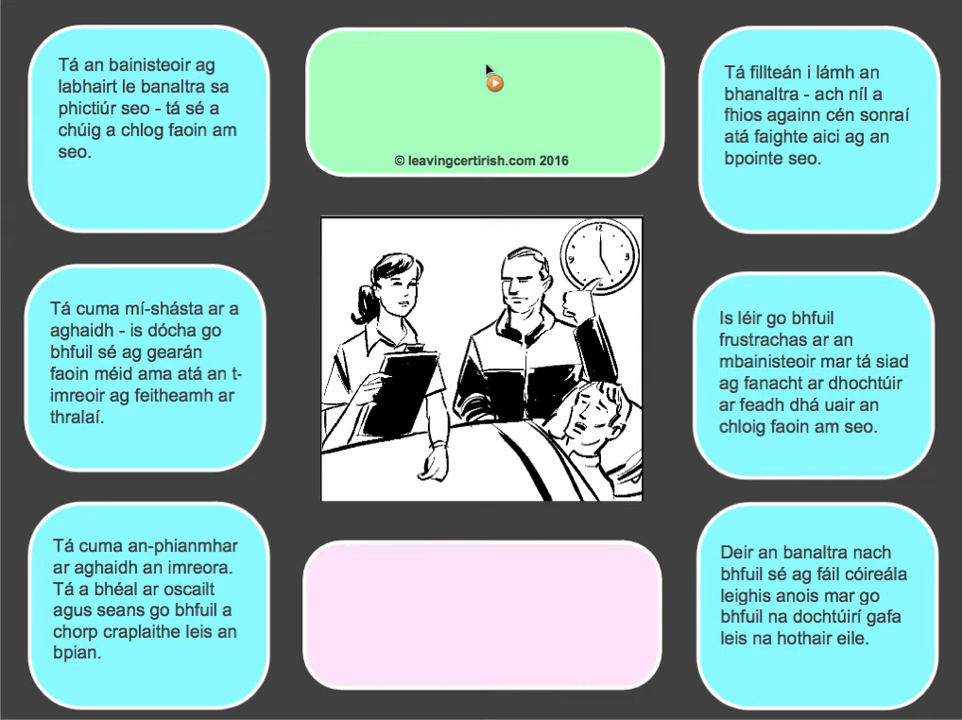 Tá an bainisteoir ag
labhairt le banaltra sa
phictiúr seo - tá sé a
chúig a chlog faoin am
seo.
© leavingcertirish.com 2016
Tá fillteán i lámh an
bhanaltra - ach níl a
fhios againn cén sonraí
atá faighte aici ag an
bpointe seo.
Tá cuma mí-shásta ar a
aghaidh - is dócha go
bhfuil sé ag gearán
faoin méid ama atá an t-
imreoir ag feitheamh ar
thralaí.
12
9
3
Is léir go bhfuil
frustrachas ar an
mbainisteoir mar tá siad
ag fanacht ar dhochtúir
ar feadh dhá uair an
chloig faoin am seo.
Tá cuma an-phianmhar
ar aghaidh an imreora.
Tá a bhéal ar oscailt
agus seans go bhfuil a
chorp craplaithe leis an
bpian.
Deir an banaltra nach
bhfuil sé ag fáil cóireála
leighis anois mar go
bhfuil na dochtúirí gafa
leis na hothair eile.